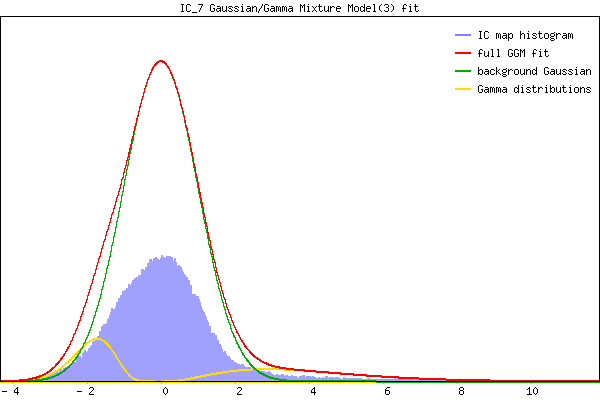 IC_7 Gaussian/Gamma Mixture Model(3) fit
IC map histogram
full GGM fit
background Gaussian
Gamma distributions
-4 -2 0 2 4 6 8 10